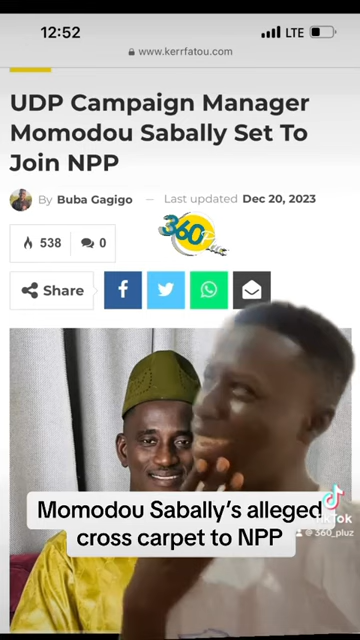 12:52
LTE
www.kerrfatou.com
UDP Campaign Manager
Momodou Sabally Set To
Join NPP
By Buba Gagigo — Last updated Dec 20, 2023
360
538 0
Share
Momodou Sabally's alleged
cross carpet to NPP
TikTok
@ 360_pluz